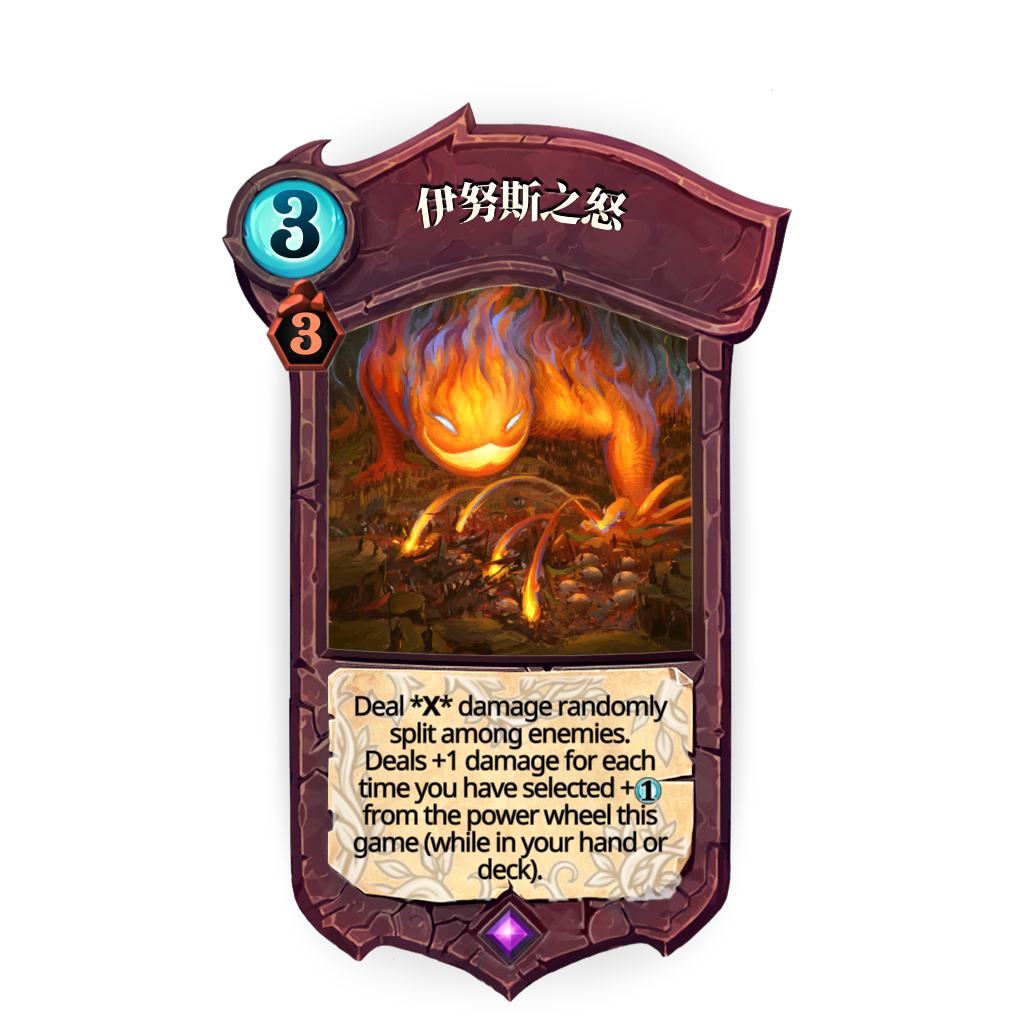 3
伊努斯之怒
3
Deal *X* damage randomly
split among enemies.
Deals +1 damage for each
time you have selected +1
from the power wheel this
game (while in your hand or
deck).